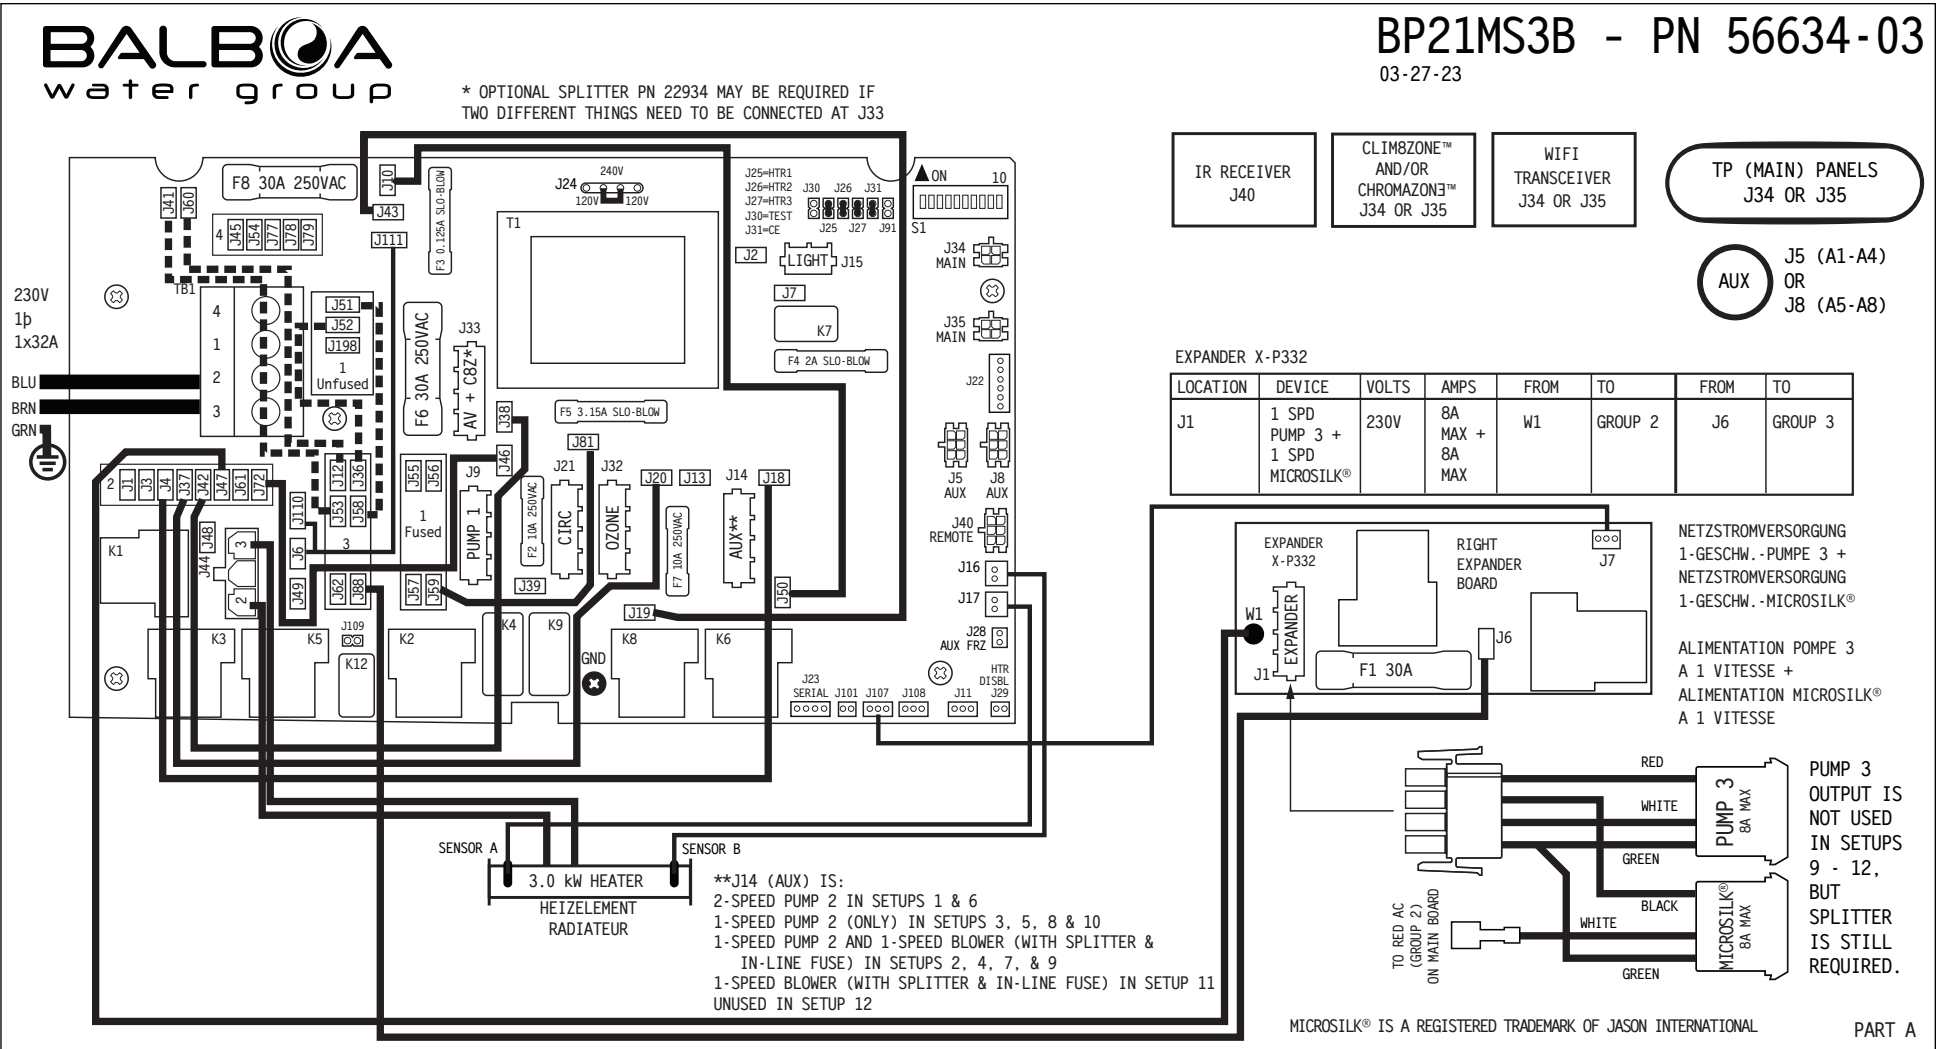 BALBOA
water group
BP21MS3B - PN 56634-03
03-27-23
* OPTIONAL SPLITTER PN 22934 MAY BE REQUIRED IF
TWO DIFFERENT THINGS NEED TO BE CONNECTED AT J33
IR RECEIVER
J40
CLIM8ZONE™
AND/OR
CHROMAZONƎ™
J34 OR J35
WIFI
TRANSCEIVER
J34 OR J35
TP (MAIN) PANELS
J34 OR J35
AUX
J5 (A1-A4)
OR
J8 (A5-A8)
F8 30A 250VAC
J41
J60
J10
J43
J111
F3 0.125A SLO-BLOW
4
J45
J54
J77
J78
J79
240V
J24
120V
120V
J25=HTR1
J26=HTR2
J27=HTR3
J30=TEST
J31=CE
J30
J26
J31
J25
J27
J91
ON
10
S1
T1
J2
LIGHT
J15
J7
K7
F4 2A SLO-BLOW
J34
MAIN
J35
MAIN
J22
J5
AUX
J8
AUX
J40
REMOTE
J16
J17
J28
AUX FRZ
HTR
DISBL
J29
230V
1þ
1x32A
BLU
BRN
GRN
TB1
4
1
2
3
J51
J52
J198
1
Unfused
F6 30A 250VAC
J33
AV + C8Z*
J38
J46
F5 3.15A SLO-BLOW
J81
2
J1
J3
J4
J37
J42
J47
J61
J72
J110
J12
J36
J53
J58
3
J62
J88
J55
J56
1
Fused
J57
J59
J9
PUMP 1
F2 10A 250VAC
J21
CIRC
J32
OZONE
J20
J13
F7 10A 250VAC
J14
AUX**
J18
J50
J39
J19
K1
J48
J44
3
2
J6
J49
K3
K5
J109
K12
K2
K4
K9
GND
K8
K6
J23
SERIAL
J101
J107
J108
J11
SENSOR A
SENSOR B
3.0 kW HEATER
HEIZELEMENT
RADIATEUR
**J14 (AUX) IS:
2-SPEED PUMP 2 IN SETUPS 1 & 6
1-SPEED PUMP 2 (ONLY) IN SETUPS 3, 5, 8 & 10
1-SPEED PUMP 2 AND 1-SPEED BLOWER (WITH SPLITTER &
IN-LINE FUSE) IN SETUPS 2, 4, 7, & 9
1-SPEED BLOWER (WITH SPLITTER & IN-LINE FUSE) IN SETUP 11
UNUSED IN SETUP 12
EXPANDER X-P332
LOCATION DEVICE VOLTS AMPS FROM TO FROM TO
J1
1 SPD
PUMP 3 +
1 SPD
MICROSILK®
230V
8A
MAX +
8A
MAX
W1
GROUP 2
J6
GROUP 3
EXPANDER
X-P332
RIGHT
EXPANDER
BOARD
J7
W1
J1
EXPANDER
F1 30A
J6
NETZSTROMVERSORGUNG
1-GESCHW.-PUMPE 3 +
NETZSTROMVERSORGUNG
1-GESCHW.-MICROSILK®
ALIMENTATION POMPE 3
A 1 VITESSE +
ALIMENTATION MICROSILK®
A 1 VITESSE
RED
WHITE
GREEN
PUMP 3
8A MAX
BLACK
WHITE
GREEN
MICROSILK®
8A MAX
TO RED AC
(GROUP 2)
ON MAIN BOARD
PUMP 3
OUTPUT IS
NOT USED
IN SETUPS
9 - 12,
BUT
SPLITTER
IS STILL
REQUIRED.
MICROSILK® IS A REGISTERED TRADEMARK OF JASON INTERNATIONAL
PART A